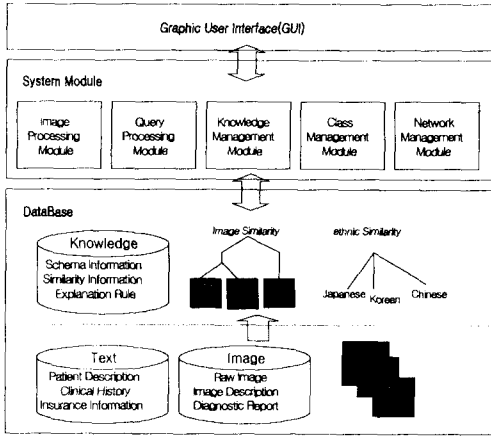 Graphic User Interface(GUI)
System Module
Image
Processing
Module
Query
Processing
Module
Knowledge
Management
Module
Class
Management
Module
Network
Management
Module
DataBase
Knowledge
Schema Information
Similarity Information
Explanation Rule
Image Similarity
ethnic Similarity
Japanese
Korean
Chinese
Text
Patient Description
Clinical History
Insurance Information
Image
Raw Image
Image Description
Diagnostic Report